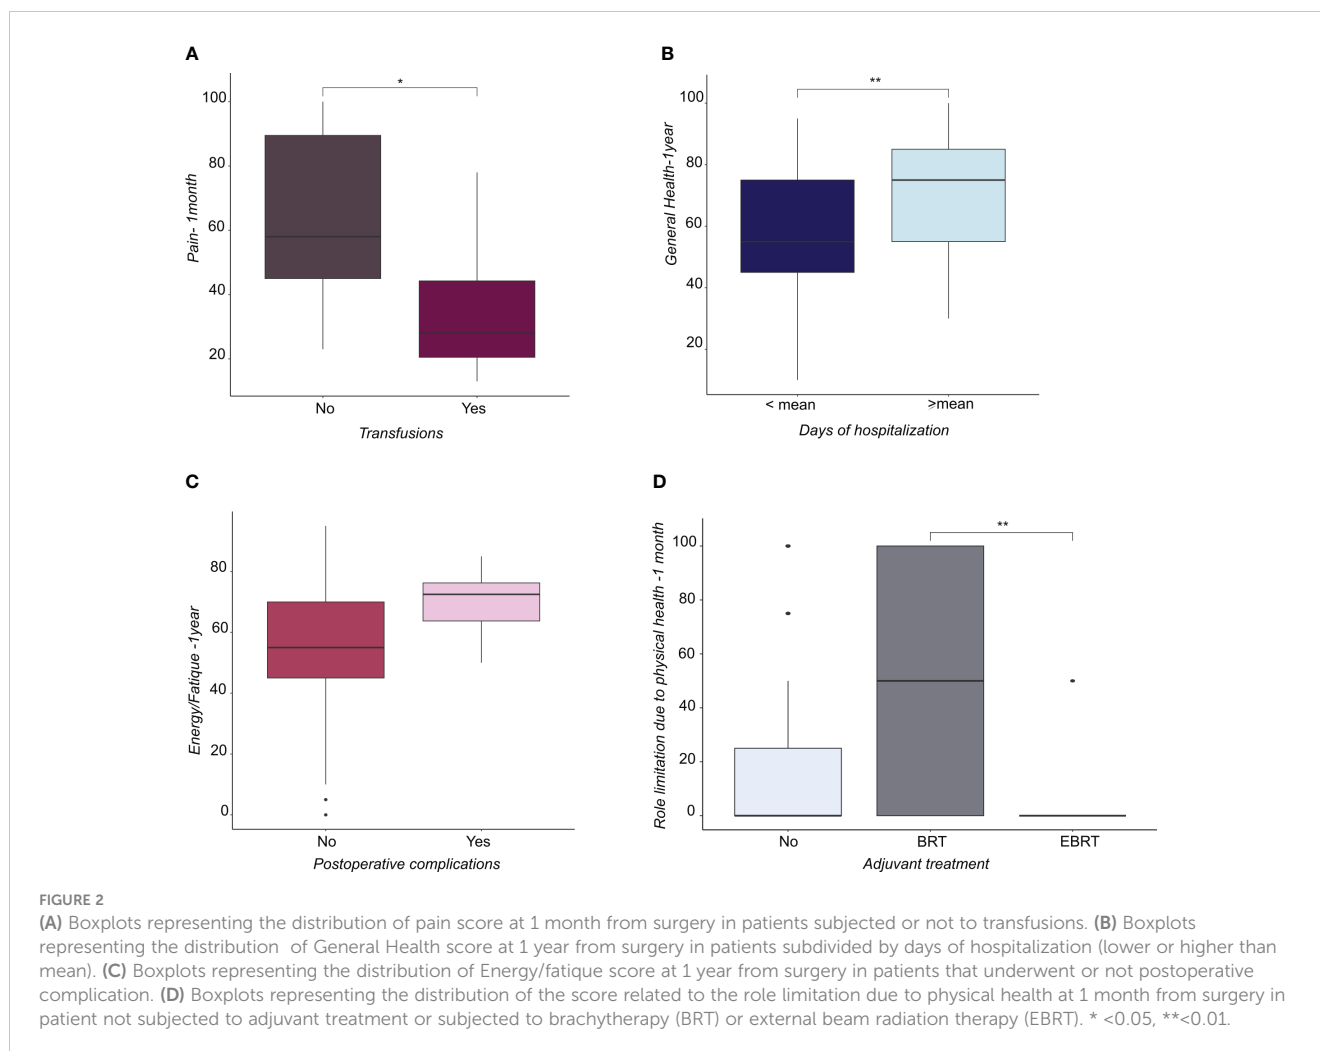 A
*
100
80
60
40
20
Pain- 1month
No
Yes
Transfusions
B
**
100
80
60
40
20
General Health-1year
< mean
≥mean
Days of hospitalization
C
80
60
40
20
0
Energy/Fatique -1year
No
Yes
Postoperative complications
D
**
100
80
60
40
20
0
Role limitation due to physical health -1 month
No
BRT
EBRT
Adjuvant treatment
FIGURE 2
(A) Boxplots representing the distribution of pain score at 1 month from surgery in patients subjected or not to transfusions. (B) Boxplots
representing the distribution of General Health score at 1 year from surgery in patients subdivided by days of hospitalization (lower or higher than
mean). (C) Boxplots representing the distribution of Energy/fatique score at 1 year from surgery in patients that underwent or not postoperative
complication. (D) Boxplots representing the distribution of the score related to the role limitation due to physical health at 1 month from surgery in
patient not subjected to adjuvant treatment or subjected to brachytherapy (BRT) or external beam radiation therapy (EBRT). * <0.05, **<0.01.